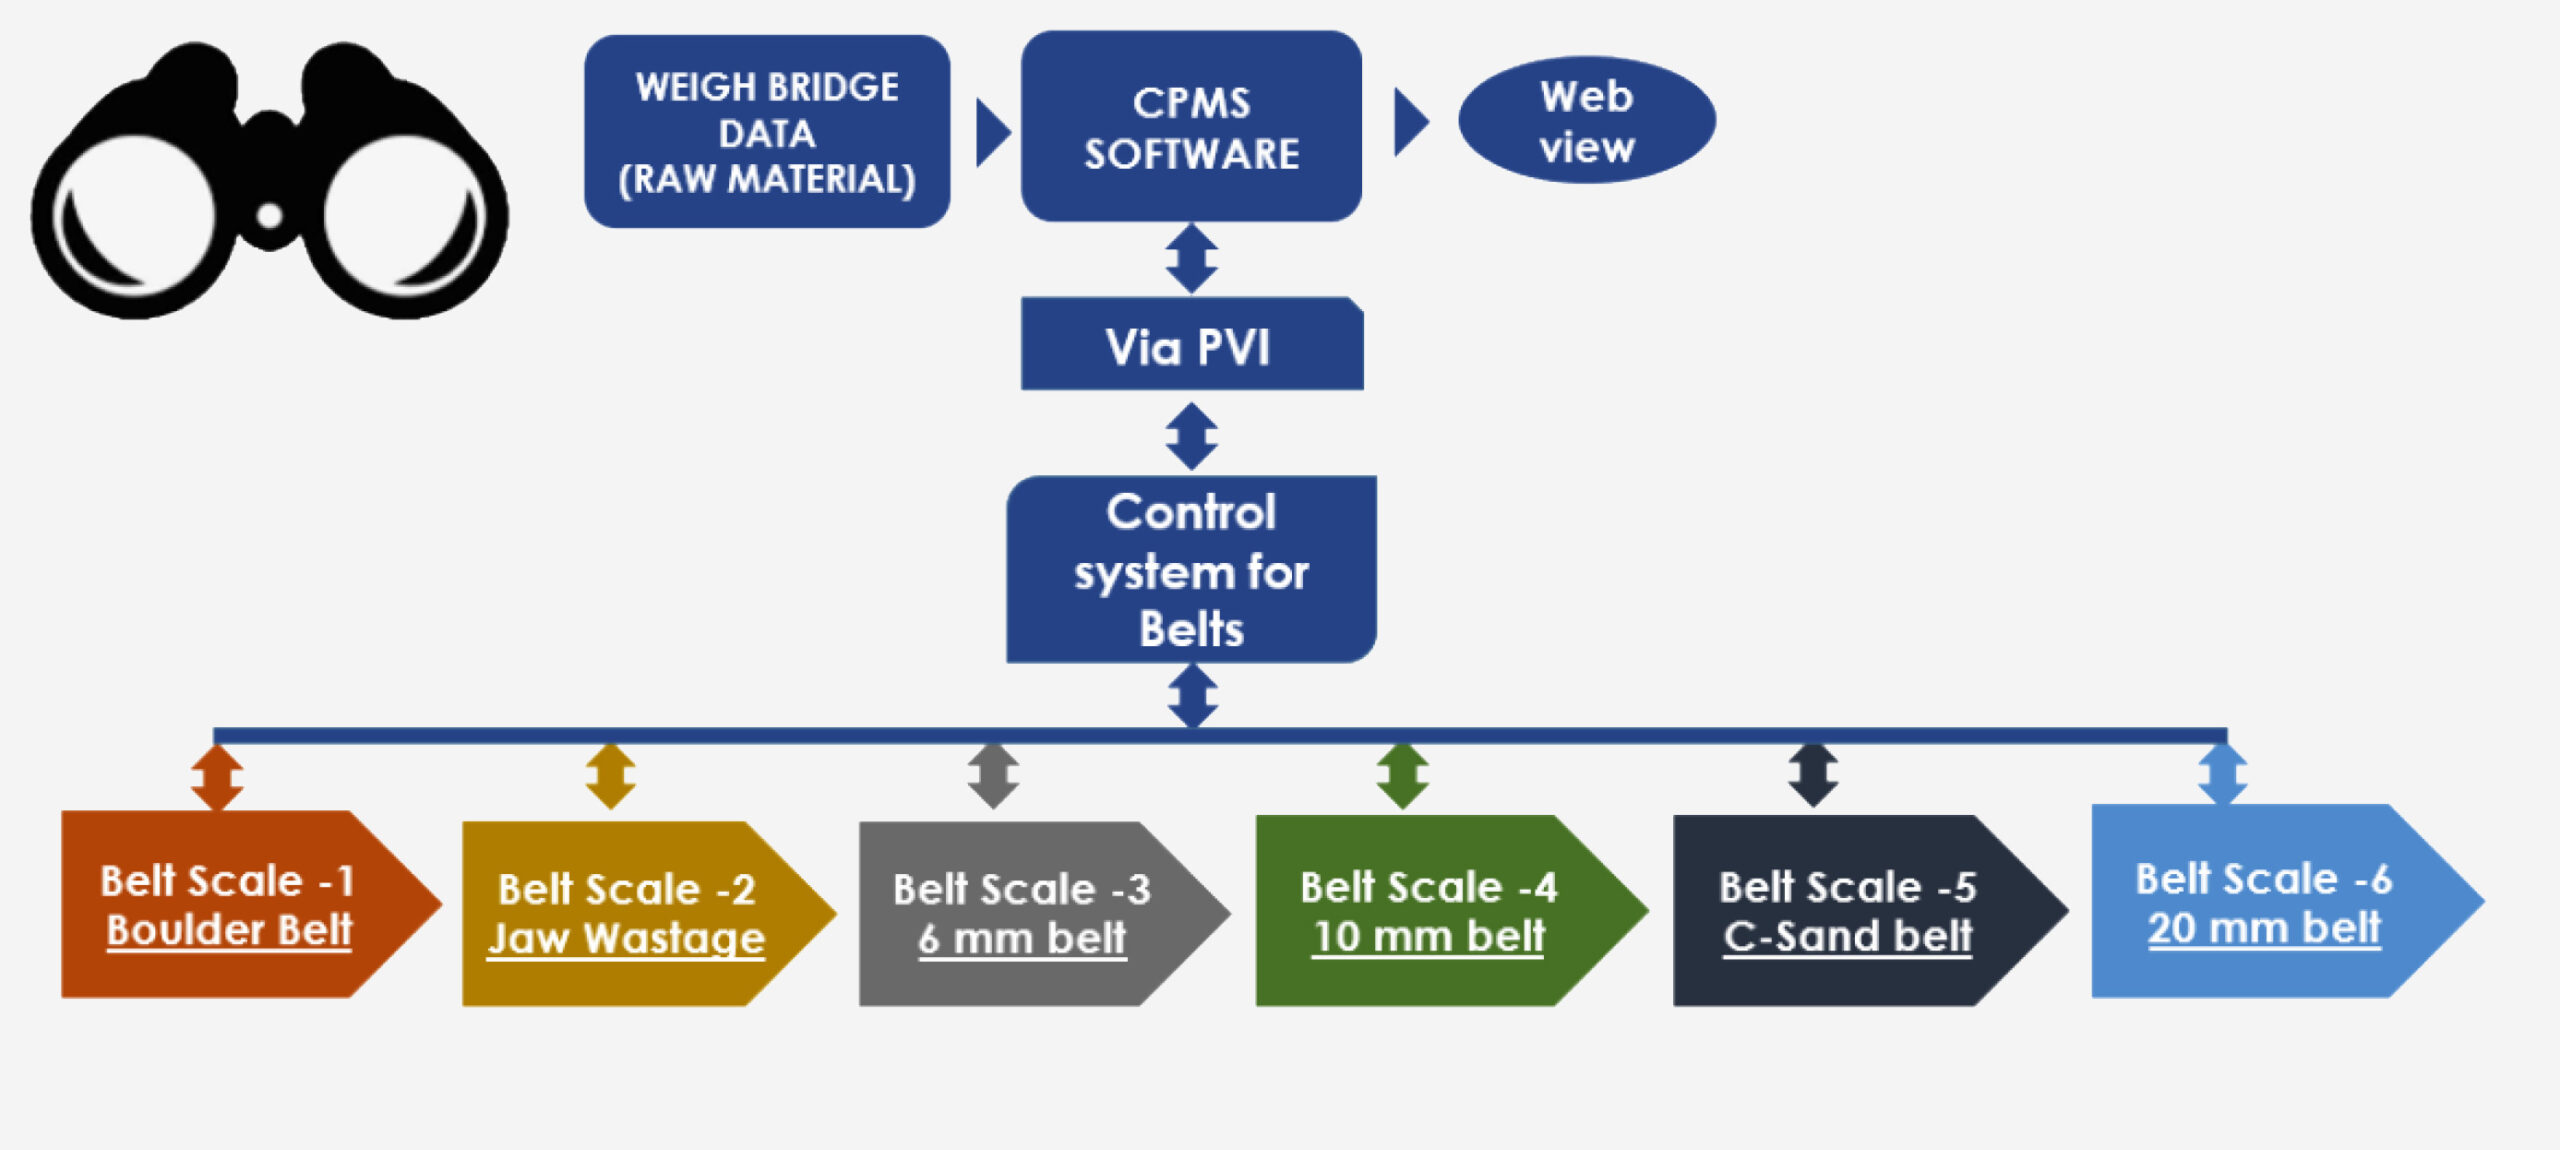 WEIGH BRIDGE
DATA
(RAW MATERIAL)
CPMS
SOFTWARE
Web
view
Via PVI
Control
system for
Belts
Belt Scale -1
Boulder Belt
Belt Scale -2
Jaw Wastage
Belt Scale -3
6 mm belt
Belt Scale -4
10 mm belt
Belt Scale -5
C-Sand belt
Belt Scale -6
20 mm belt